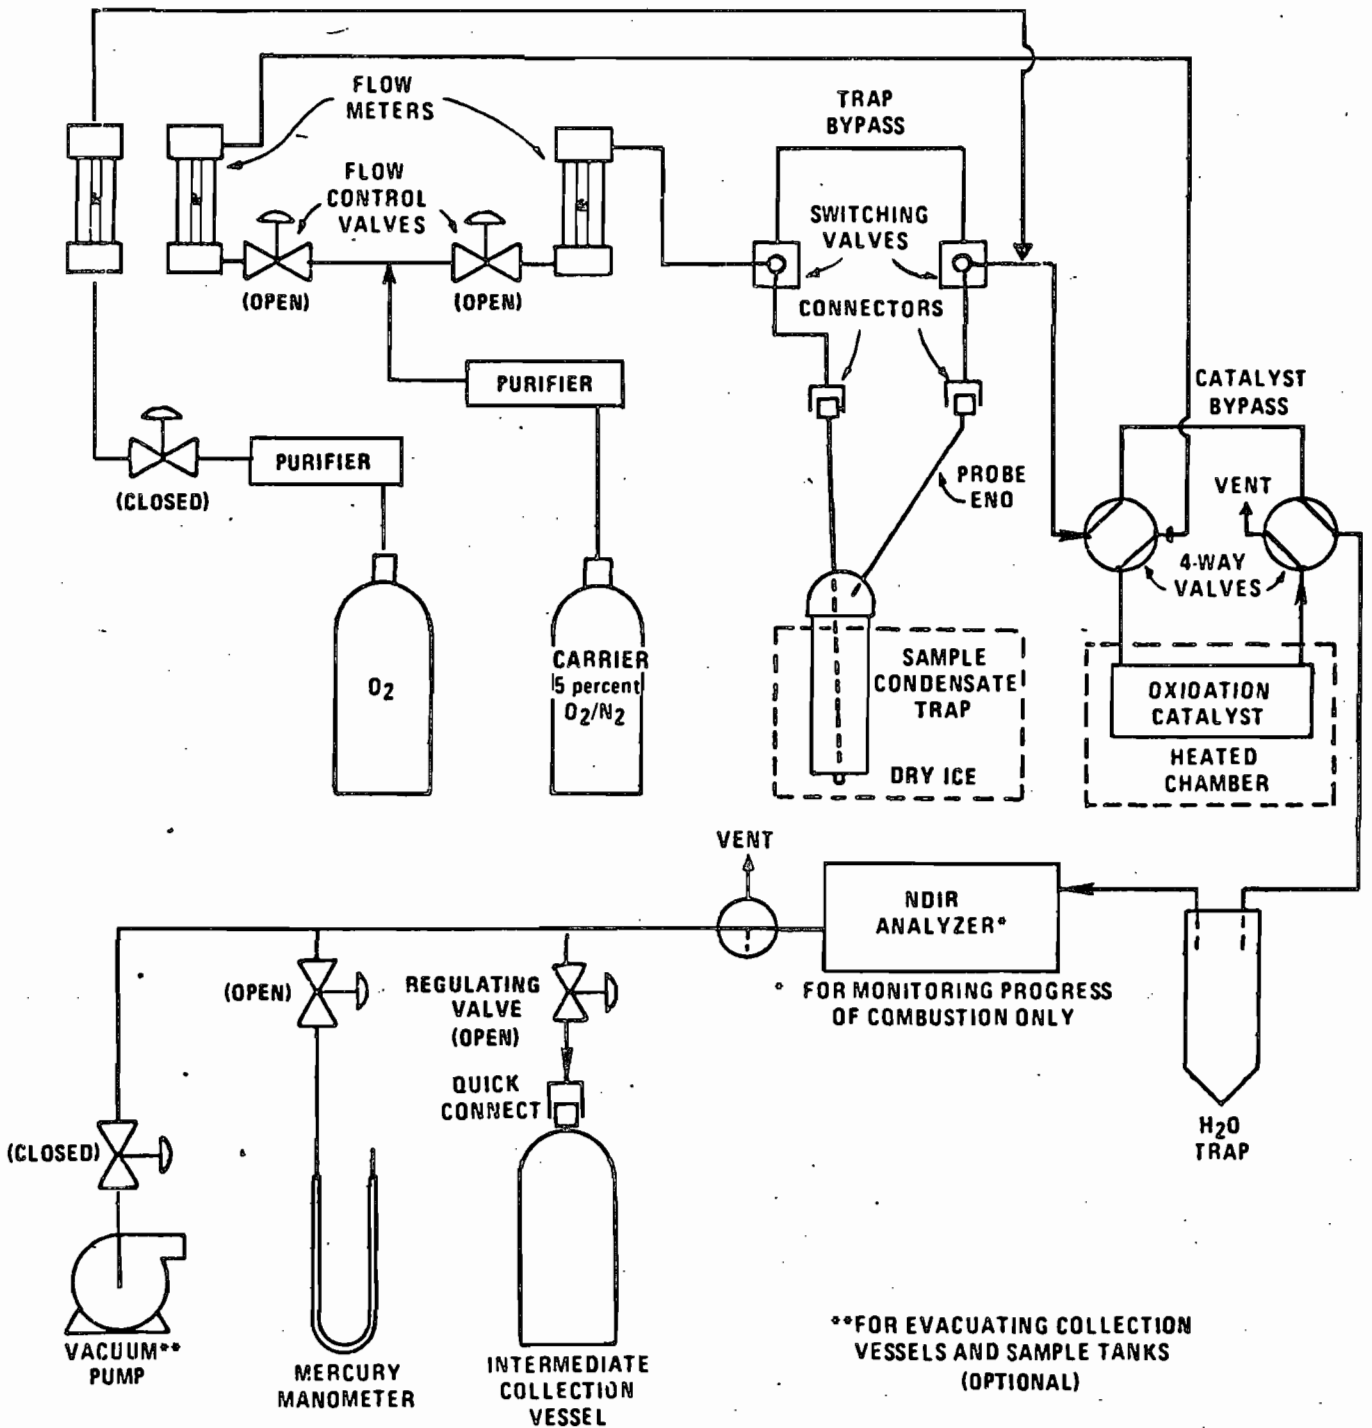 FLOW
METERS
TRAP
BYPASS
FLOW
CONTROL
VALVES
SWITCHING
VALVES
(OPEN)
(OPEN)
CONNECTORS
PURIFIER
CATALYST
BYPASS
PURIFIER
(CLOSED)
PROBE
ENO
VENT
4-WAY
VALVES
O2
CARRIER
5 percent
O2/N2
SAMPLE
CONDENSATE
TRAP
DRY ICE
OXIDATION
CATALYST
HEATED
CHAMBER
VENT
NDIR
ANALYZER*
* FOR MONITORING PROGRESS
OF COMBUSTION ONLY
(OPEN)
REGULATING
VALVE
(OPEN)
QUICK
CONNECT
H2O
TRAP
(CLOSED)
VACUUM**
PUMP
MERCURY
MANOMETER
INTERMEDIATE
COLLECTION
VESSEL
**FOR EVACUATING COLLECTION
VESSELS AND SAMPLE TANKS
(OPTIONAL)